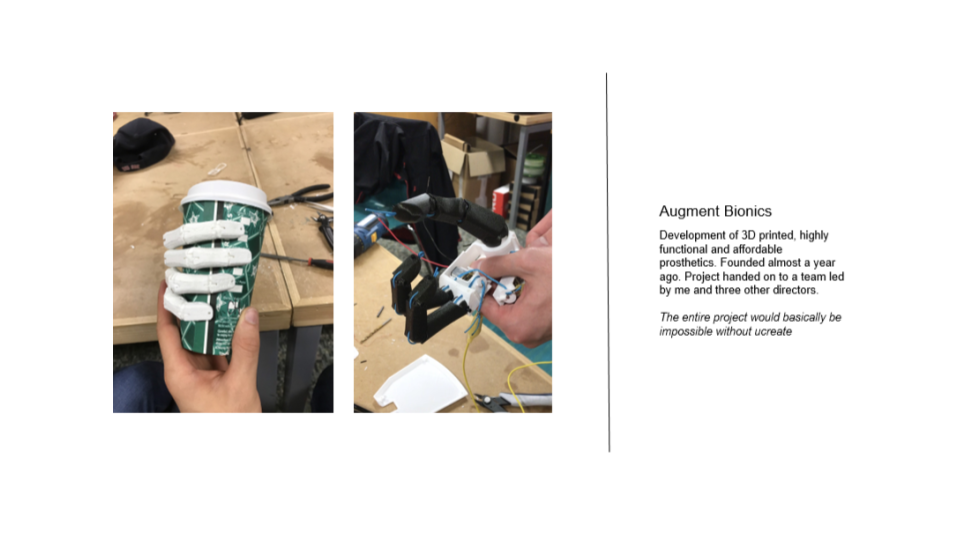 Augment Bionics
Development of 3D printed, highly
functional and affordable
prosthetics. Founded almost a year
ago. Project handed on to a team led
by me and three other directors.
The entire project would basically be
impossible without ucreate